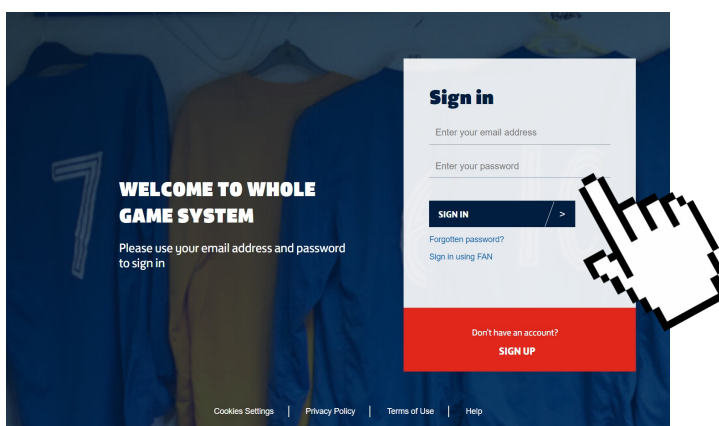 WELCOME TO WHOLE
GAME SYSTEM
Please use your email address and password
to sign in
Sign in
Enter your email address
Enter your password
SIGN IN >
Forgotten password?
Sign in using FAN
Don't have an account?
SIGN UP
Cookies Settings | Privacy Policy | Terms of Use | Help
7